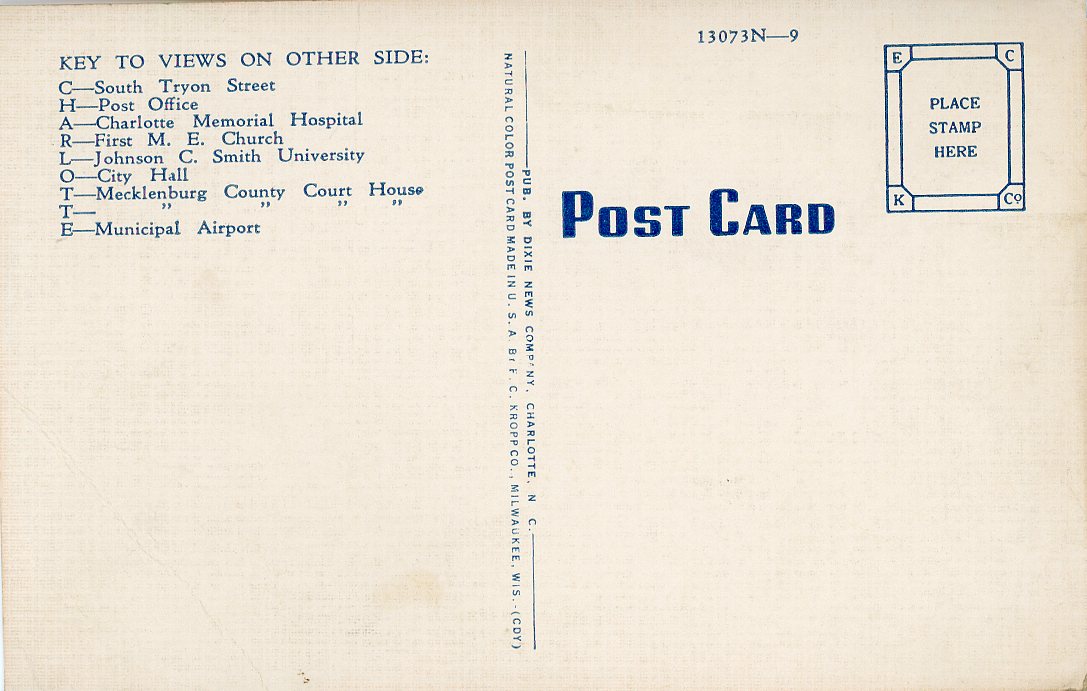 KEY TO VIEWS ON OTHER SIDE:
C—South Tryon Street
H—Post Office
A—Charlotte Memorial Hospital
R—First M. E. Church
L—Johnson C. Smith University
O—City Hall
T—Mecklenburg County Court House
T— " " " "
E—Municipal Airport
PUB. BY DIXIE NEWS COMPANY, CHARLOTTE, N. C.
NATURAL COLOR POST CARD MADE IN U. S. A. BY E. C. KROPP CO., MILWAUKEE, WIS. - (CDY)
13073N—9
POST CARD
E C
PLACE
STAMP
HERE
K Co